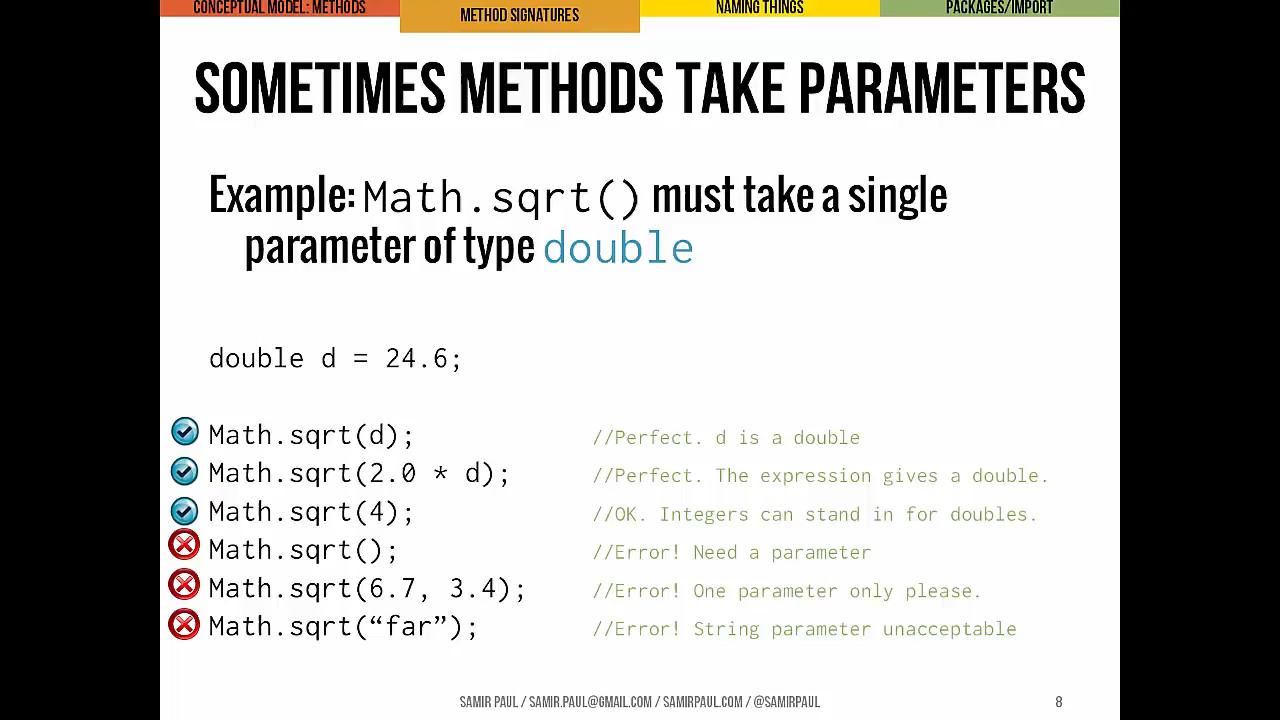 CONCEPTUAL MODEL: METHODS
METHOD SIGNATURES
NAMING THINGS
PACKAGES/IMPORT
SOMETIMES METHODS TAKE PARAMETERS
Example: Math.sqrt() must take a single
parameter of type double
double d = 24.6;
Math.sqrt(d); //Perfect. d is a double
Math.sqrt(2.0 * d); //Perfect. The expression gives a double.
Math.sqrt(4); //OK. Integers can stand in for doubles.
Math.sqrt(); //Error! Need a parameter
Math.sqrt(6.7, 3.4); //Error! One parameter only please.
Math.sqrt(“far”); //Error! String parameter unacceptable
SAMIR PAUL / SAMIR.PAUL@GMAIL.COM / SAMIRPAUL.COM / @SAMIRPAUL
8